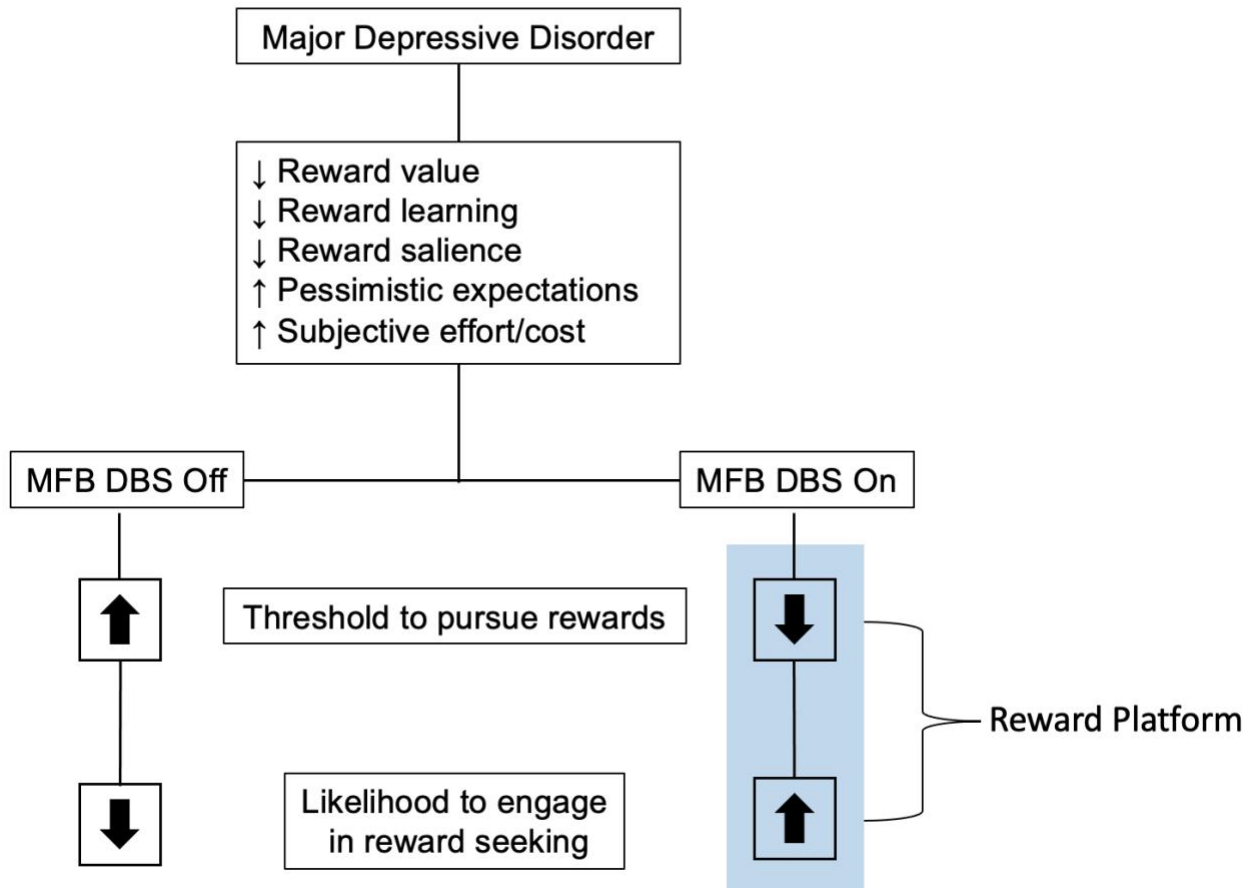 Major Depressive Disorder
↓ Reward value
↓ Reward learning
↓ Reward salience
↑ Pessimistic expectations
↑ Subjective effort/cost
MFB DBS Off
MFB DBS On
Threshold to pursue rewards
Reward Platform
Likelihood to engage
in reward seeking